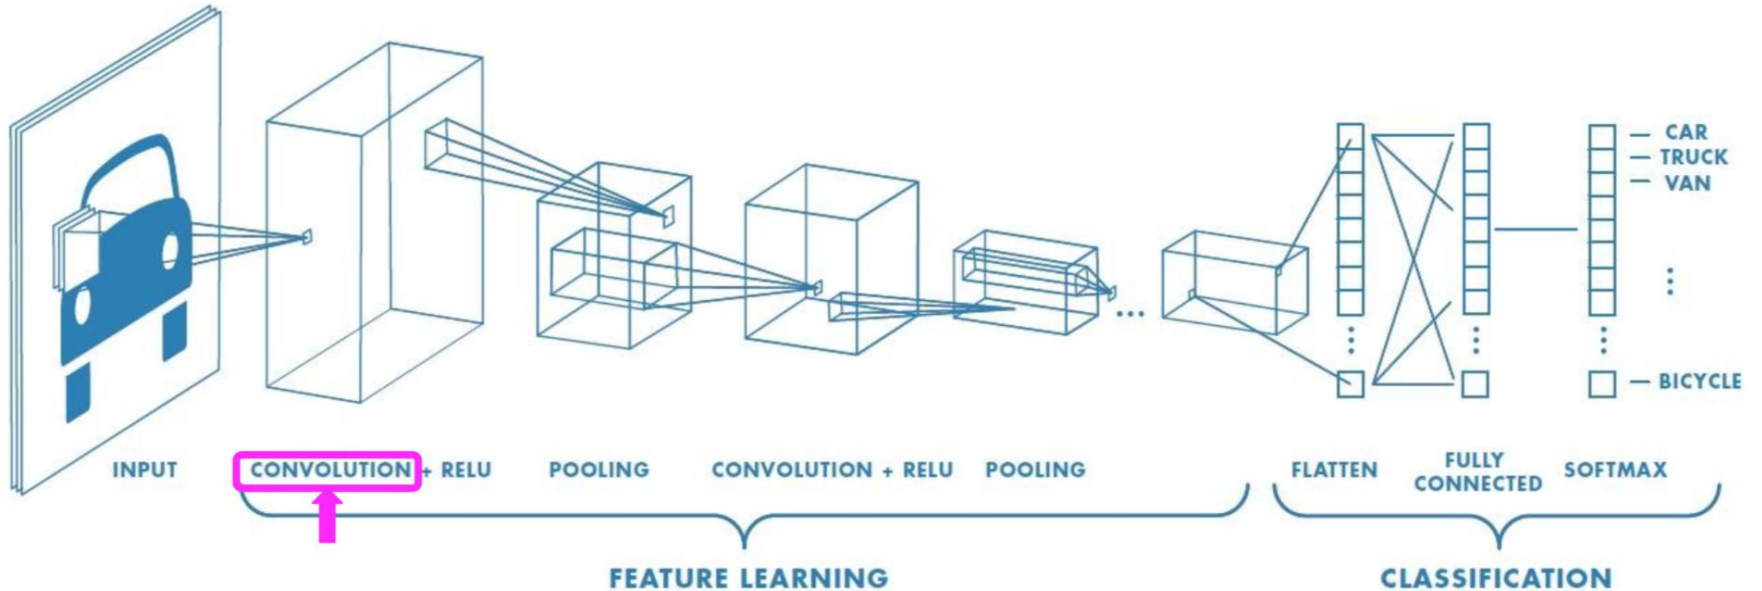 CAR
TRUCK
VAN
BICYCLE
INPUT
CONVOLUTION + RELU
POOLING
CONVOLUTION + RELU
POOLING
FLATTEN
FULLY
CONNECTED
SOFTMAX
FEATURE LEARNING
CLASSIFICATION